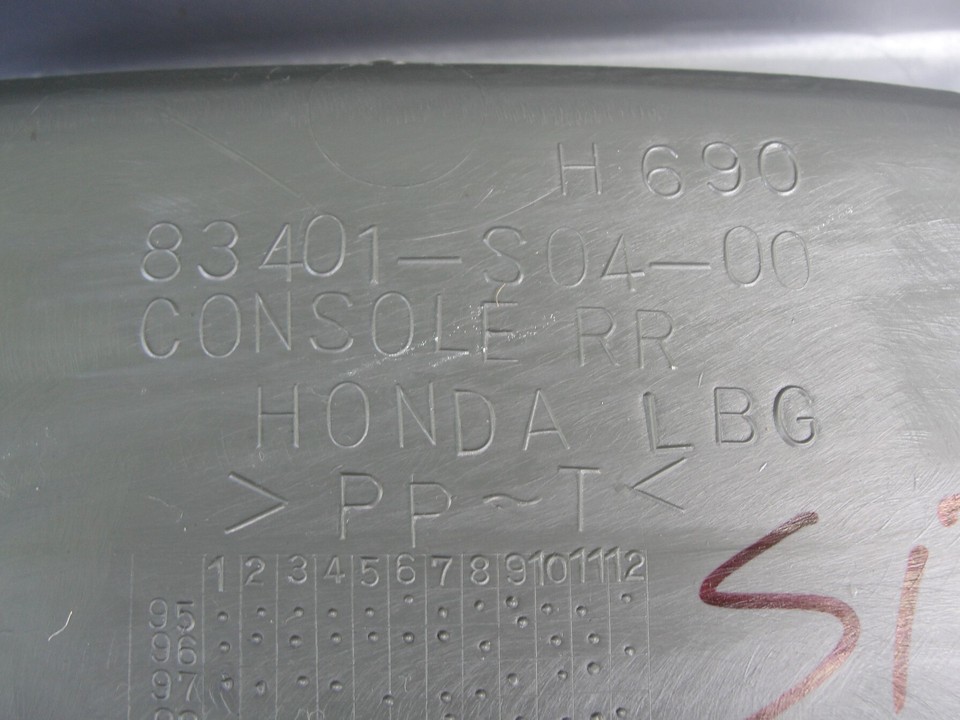 H 690
83401-S04-00
CONSOLE RR
HONDA LBG
>PP~T<
1 2 3 4 5 6 7 8 9 10 11 12
95
96
97